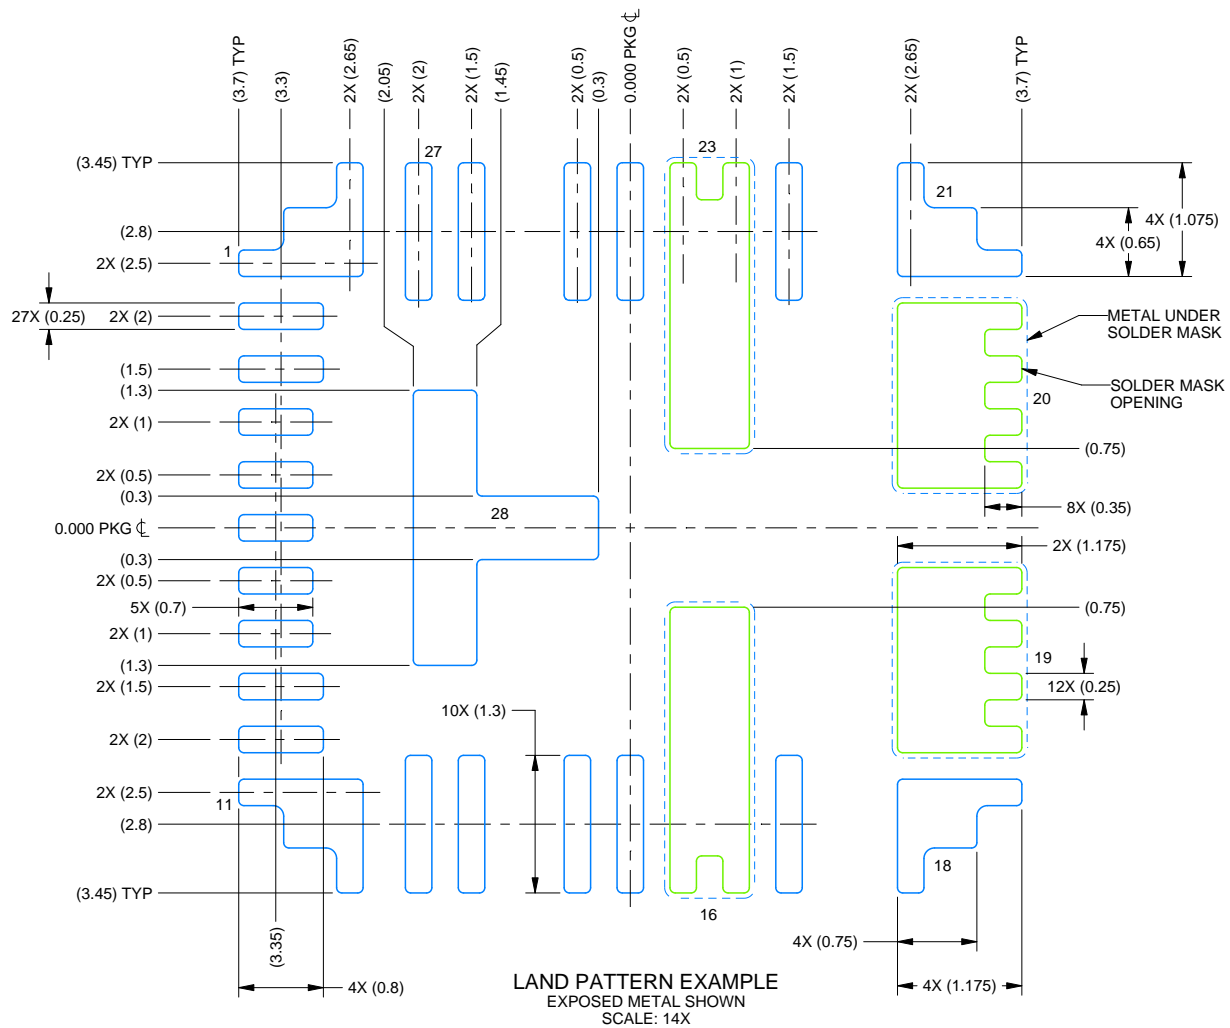 (3.7) TYP
(3.3)
2X (2.65)
(2.05)
2X (2)
2X (1.5)
(1.45)
2X (0.5)
(0.3)
0.000 PKG ℄
2X (0.5)
2X (1)
2X (1.5)
2X (2.65)
(3.7) TYP
(3.45) TYP
27
23
21
4X (1.075)
4X (0.65)
(2.8)
1
2X (2.5)
27X (0.25)
2X (2)
METAL UNDER
SOLDER MASK
(1.5)
(1.3)
SOLDER MASK
OPENING
20
2X (1)
(0.75)
2X (0.5)
(0.3)
28
8X (0.35)
0.000 PKG ℄
2X (1.175)
(0.3)
2X (0.5)
5X (0.7)
(0.75)
2X (1)
(1.3)
19
2X (1.5)
12X (0.25)
10X (1.3)
2X (2)
2X (2.5)
11
(2.8)
18
(3.45) TYP
16
(3.35)
4X (0.75)
4X (0.8)
4X (1.175)
LAND PATTERN EXAMPLE
EXPOSED METAL SHOWN
SCALE: 14X